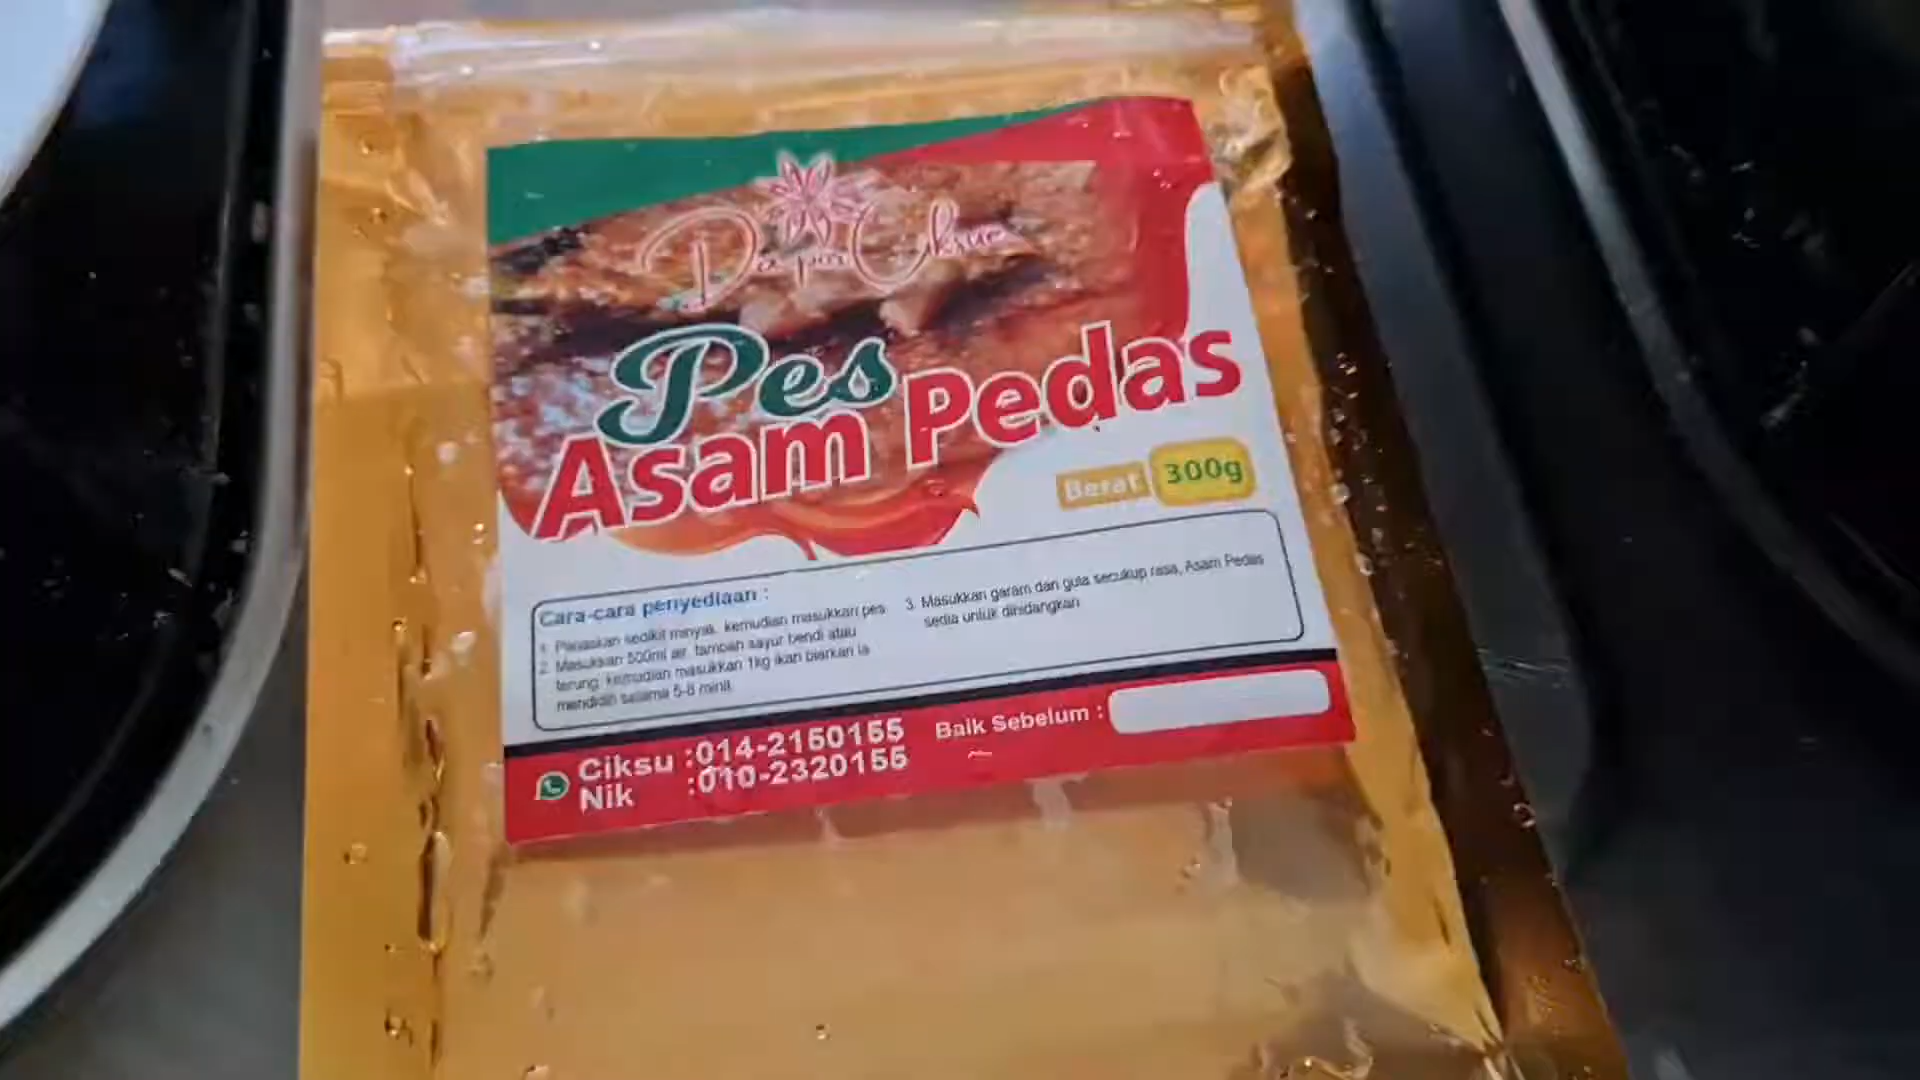 Dapur Ciksue
Pes
Asam Pedas
Berat 300g
Cara-cara penyediaan :
1. Panaskan sedikit minyak, kemudian masukkan pes
2. Masukkan 500ml air, tambah sayur bendi atau
terung, kemudian masukkan 1kg ikan biarkan ia
mendidih selama 5-8 minit.
3. Masukkan garam dan gula secukup rasa, Asam Pedas
sedia untuk dihidangkan
Ciksu :014-2150155
Nik :010-2320155
Baik Sebelum :